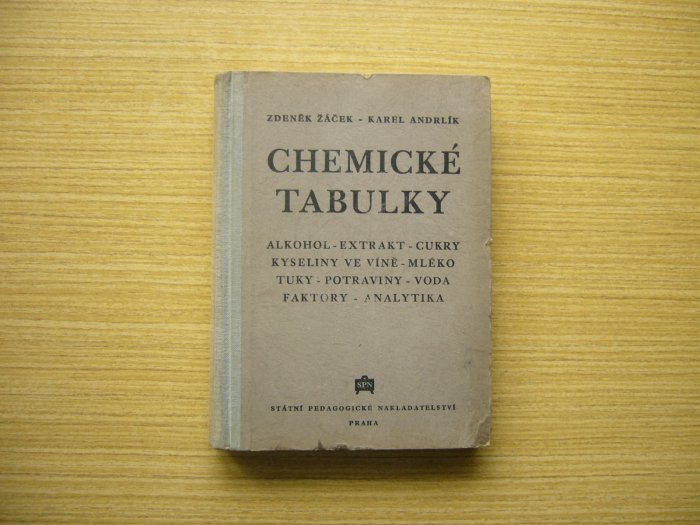 ZDENĚK ŽÁČEK - KAREL ANDRLÍK
CHEMICKÉ
TABULKY
ALKOHOL - EXTRAKT - CUKRY
KYSELINY VE VÍNĚ - MLÉKO
TUKY - POTRAVINY - VODA
FAKTORY - ANALYTIKA
SPN
STÁTNÍ PEDAGOGICKÉ NAKLADATELSTVÍ
PRAHA